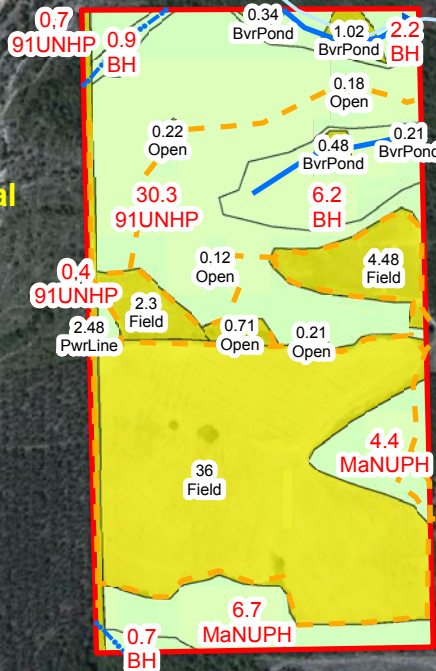 0.7
91UNHP
0.9
BH
0.34
BvrPond
1.02
BvrPond
2.2
BH
0.18
Open
0.22
Open
0.48
BvrPond
0.21
BvrPond
al
30.3
91UNHP
6.2
BH
0.12
Open
4.48
Field
0.4
91UNHP
2.3
Field
2.48
PwrLine
0.71
Open
0.21
Open
4.4
MaNUPH
36
Field
6.7
MaNUPH
0.7
BH